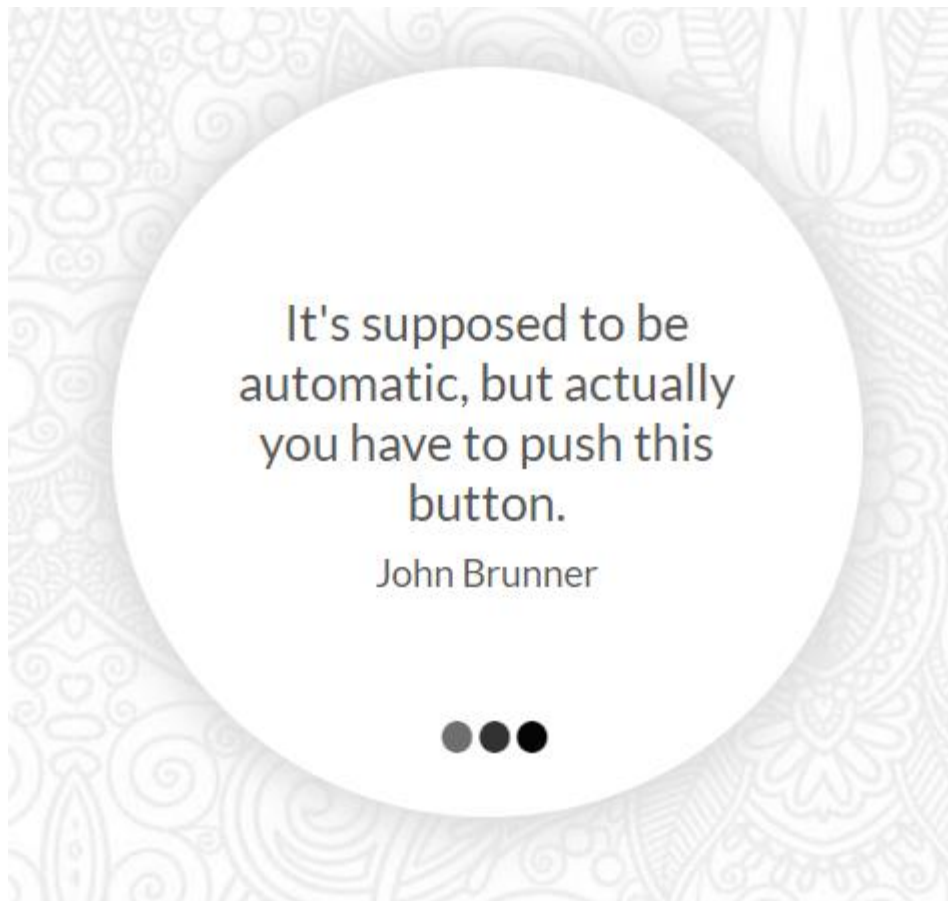 It's supposed to be
automatic, but actually
you have to push this
button.
John Brunner